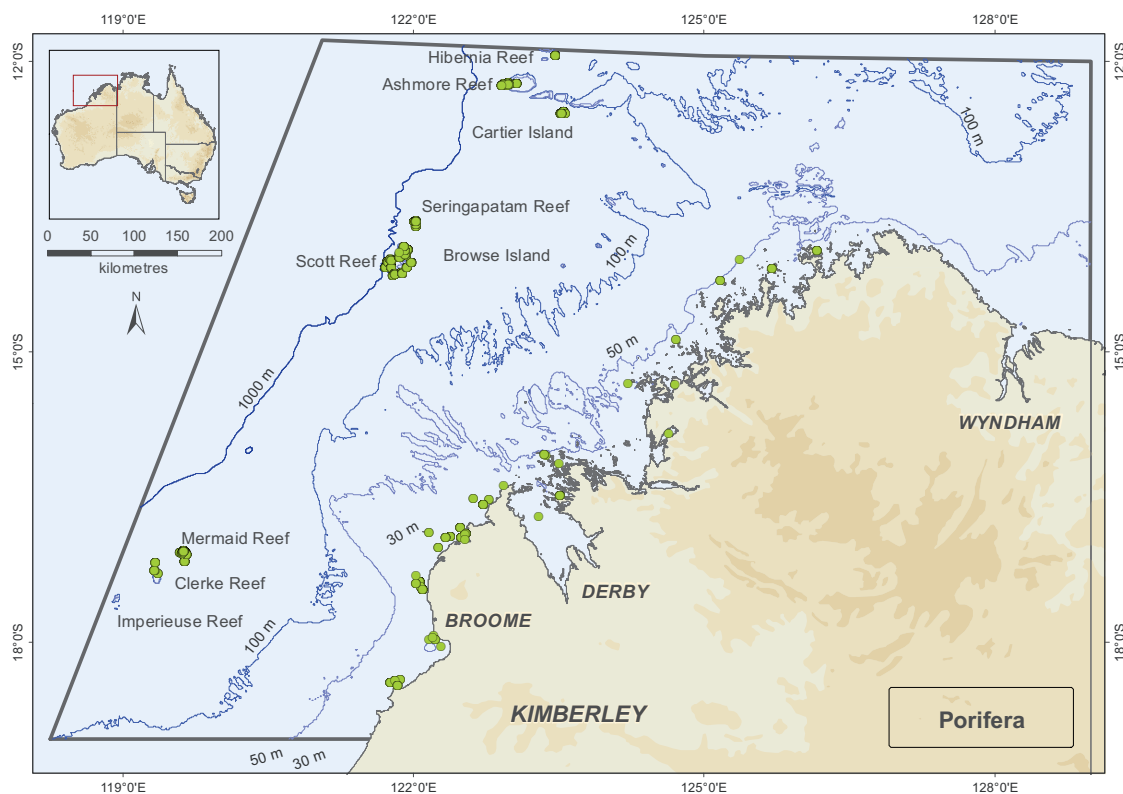 119°0'E 122°0'E 125°0'E 128°0'E
12°0'S 12°0'S
Hibernia Reef
Ashmore Reef
100 m
Cartier Island
Seringapatam Reef
0 50 100 150 200
kilometres
Scott Reef
Browse Island
100 m
N
50 m
15°0'S 15°0'S
1000 m
WYNDHAM
30 m
Mermaid Reef
Clerke Reef
DERBY
Imperieuse Reef
BROOME
100 m
18°0'S 18°0'S
KIMBERLEY
Porifera
50 m 30 m
119°0'E 122°0'E 125°0'E 128°0'E